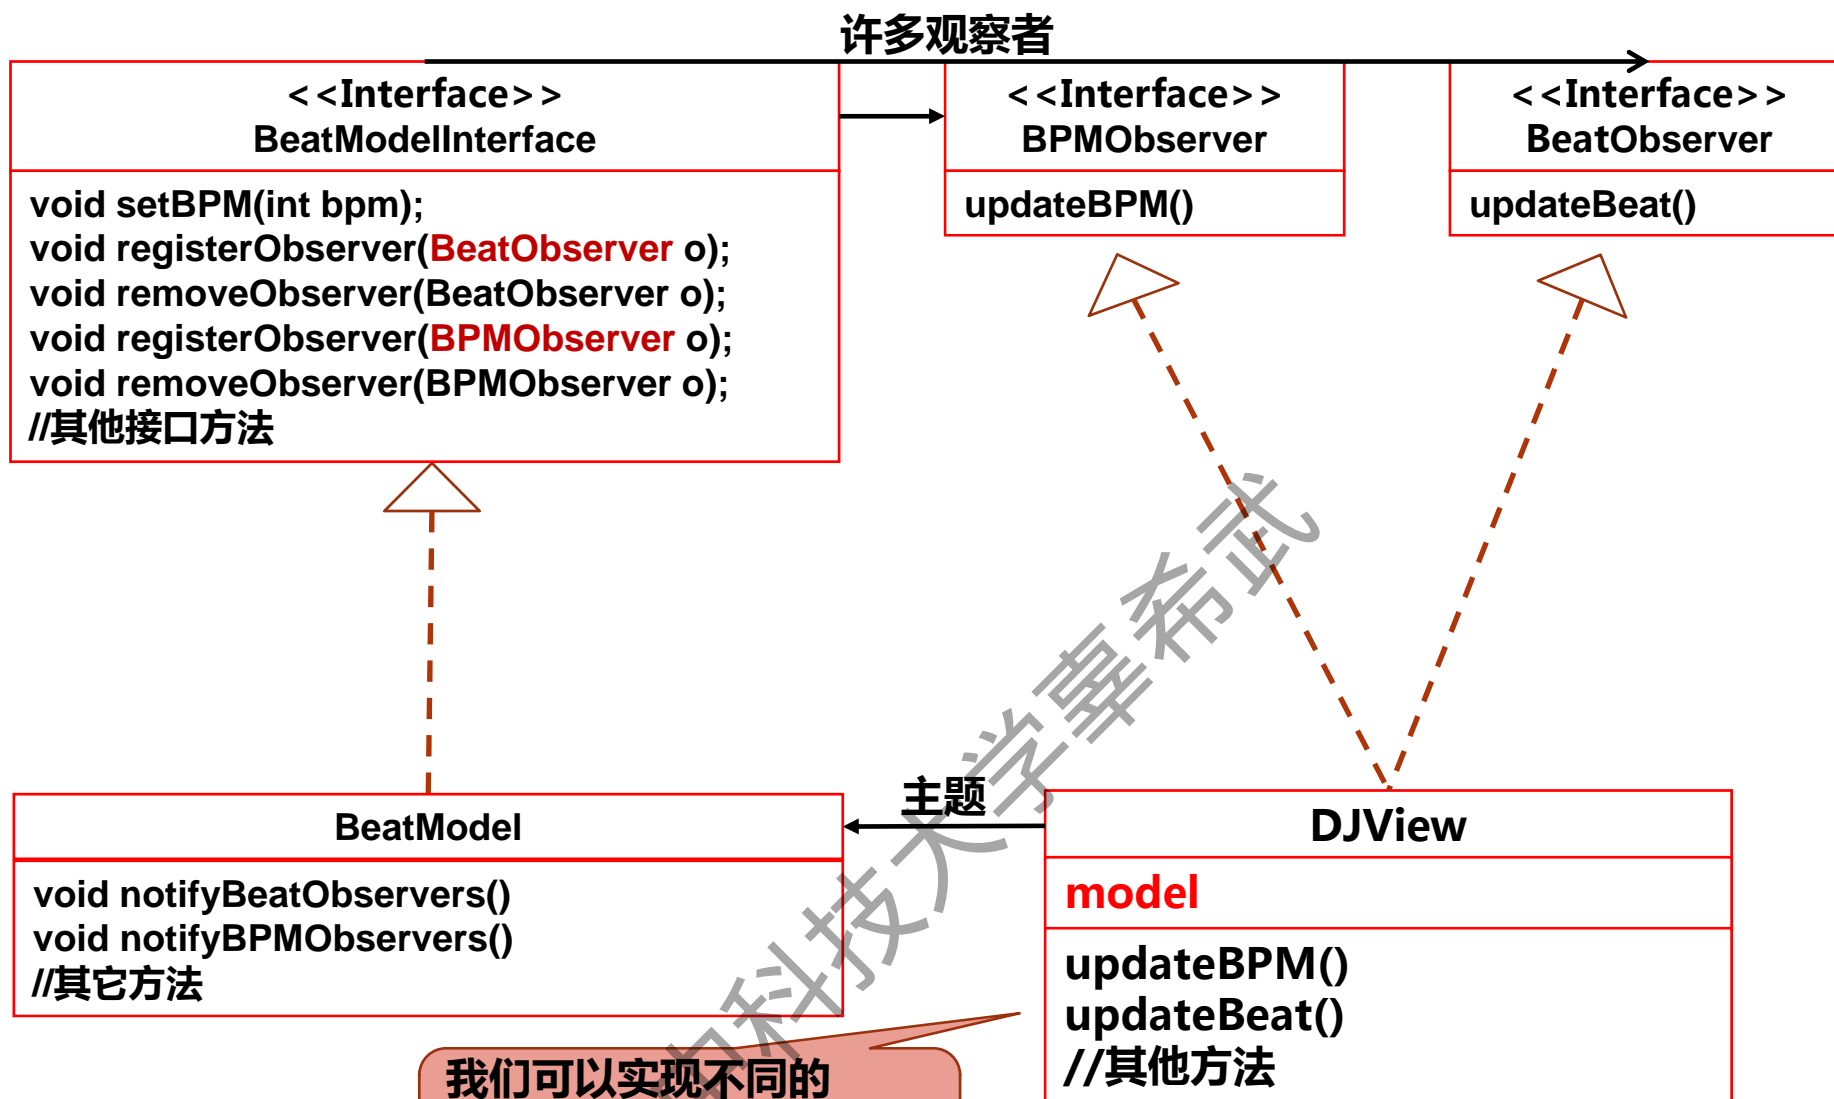 许多观察者
<<Interface>>
BeatModelInterface
void setBPM(int bpm);
void registerObserver(BeatObserver o);
void removeObserver(BeatObserver o);
void registerObserver(BPMObserver o);
void removeObserver(BPMObserver o);
//其他接口方法
<<Interface>>
BPMObserver
updateBPM()
<<Interface>>
BeatObserver
updateBeat()
BeatModel
void notifyBeatObservers()
void notifyBPMObservers()
//其它方法
主题
DJView
model
updateBPM()
updateBeat()
//其他方法
我们可以实现不同的
中科技大学辜希武